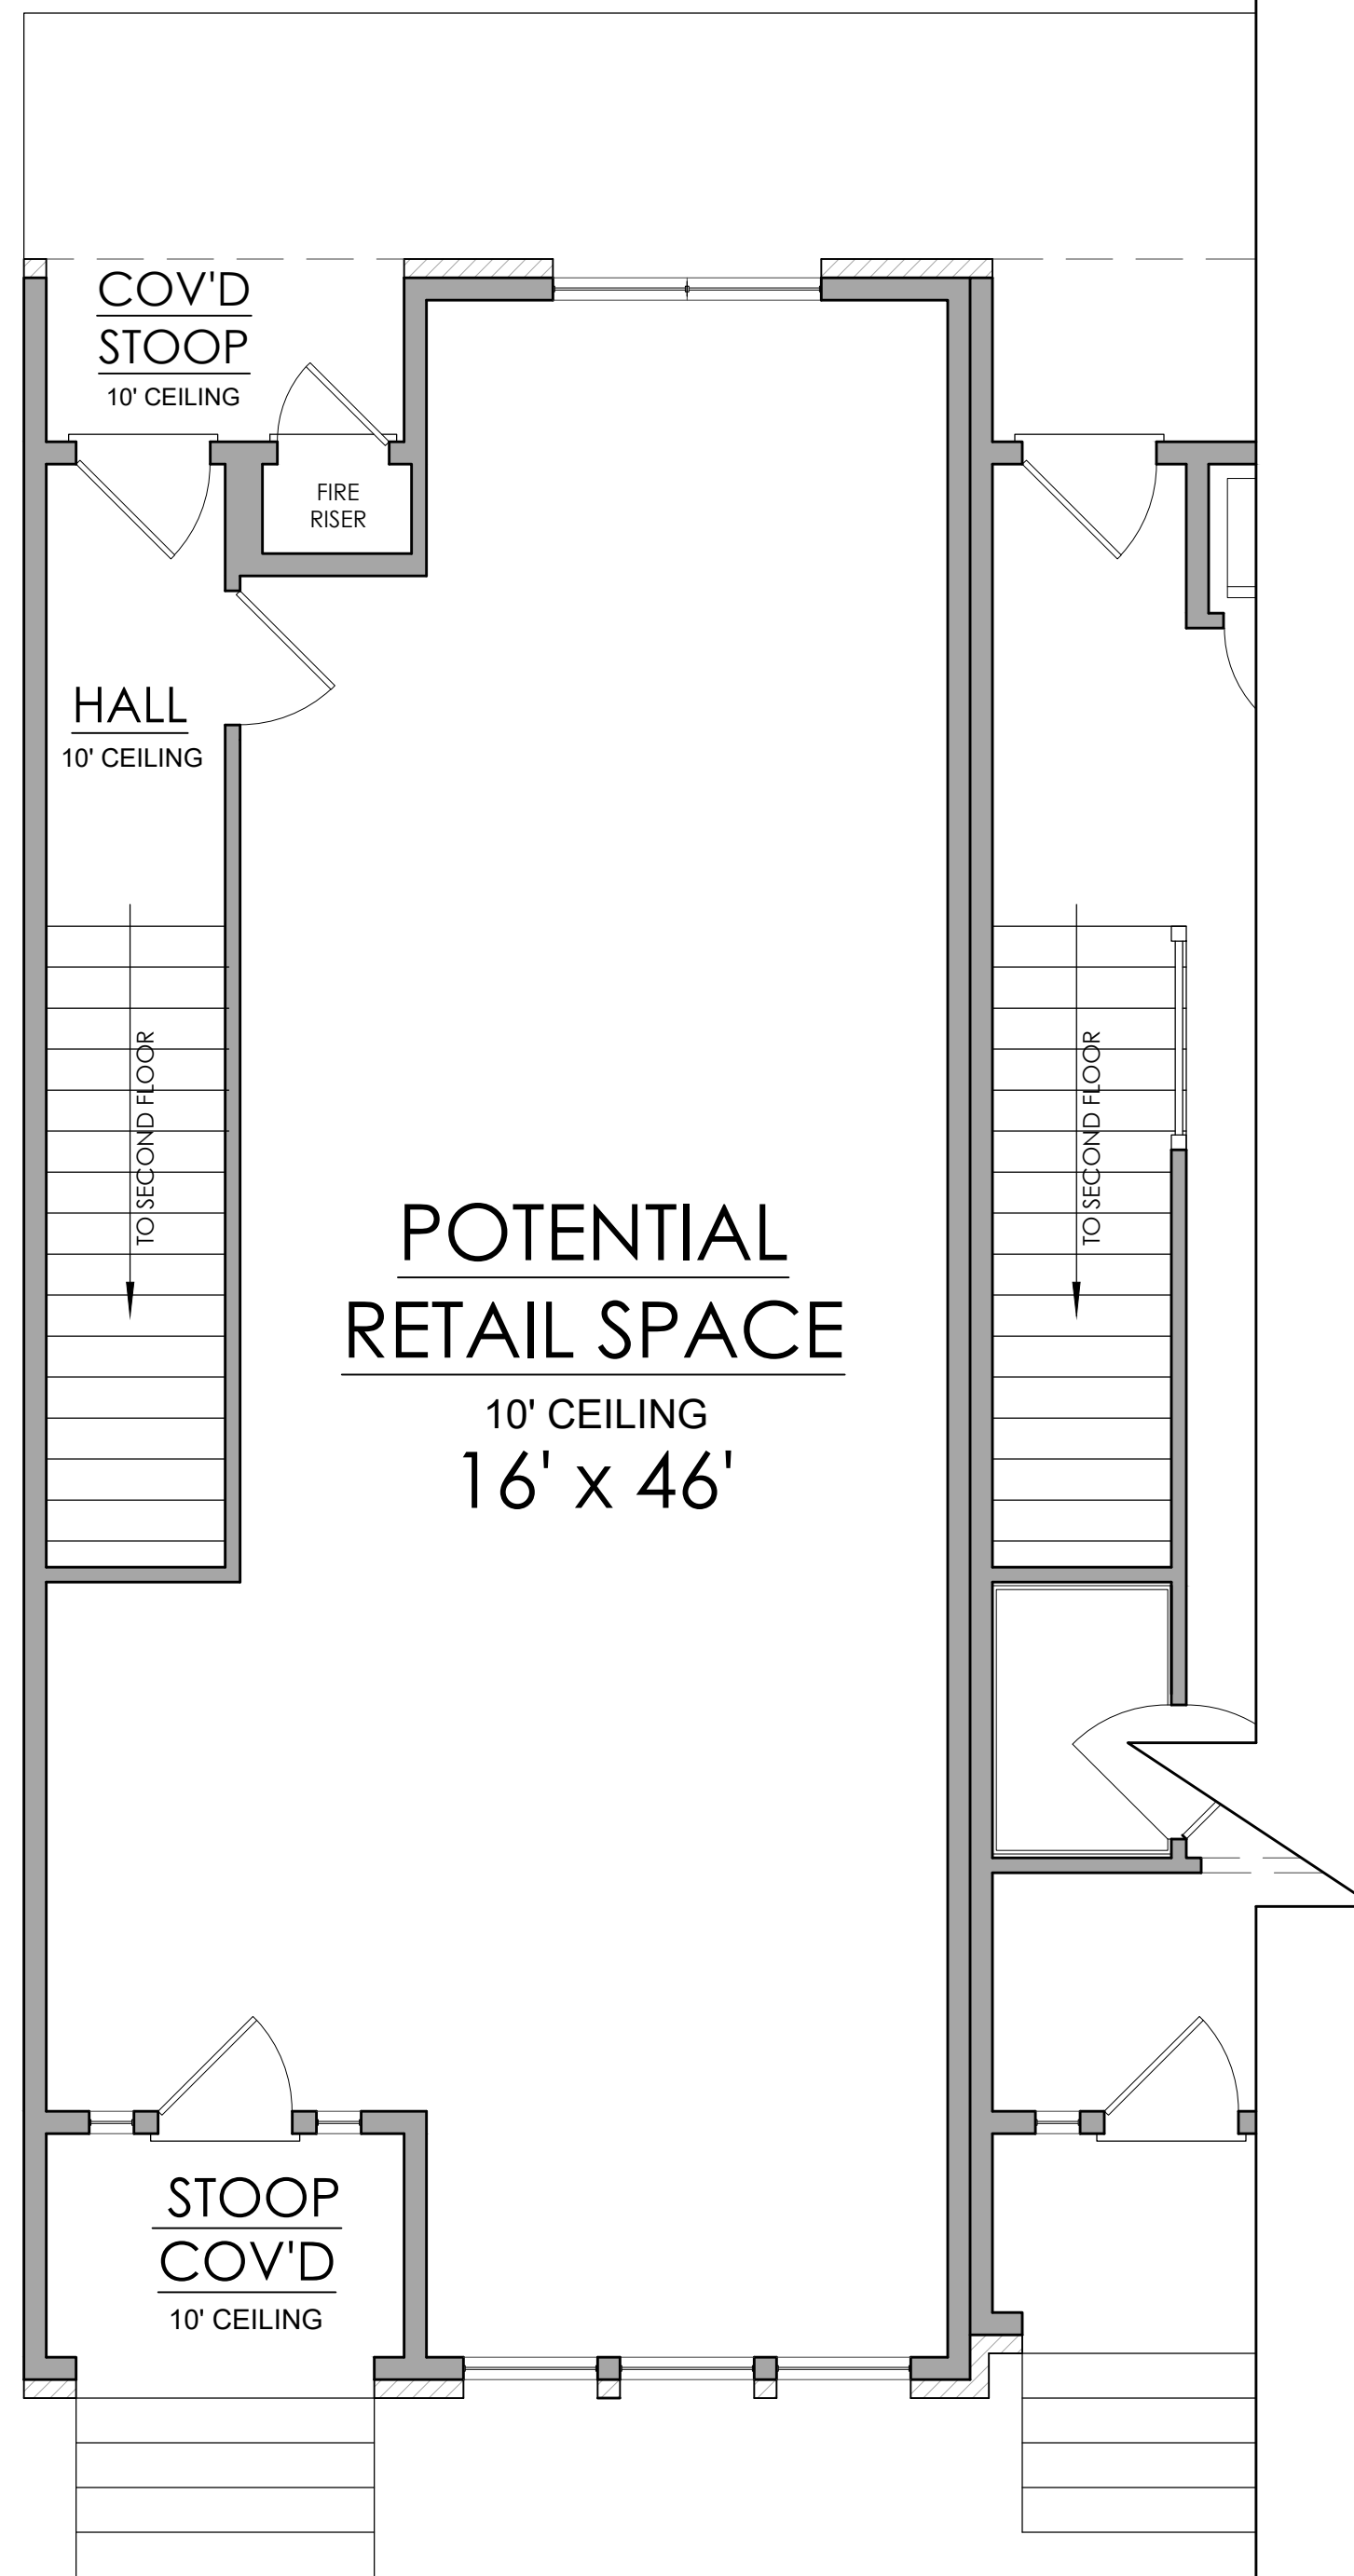 COV'D
STOOP
10' CEILING
FIRE
RISER
HALL
10' CEILING
TO SECOND FLOOR
TO SECOND FLOOR
POTENTIAL
RETAIL SPACE
10' CEILING
16' x 46'
STOOP
COV'D
10' CEILING